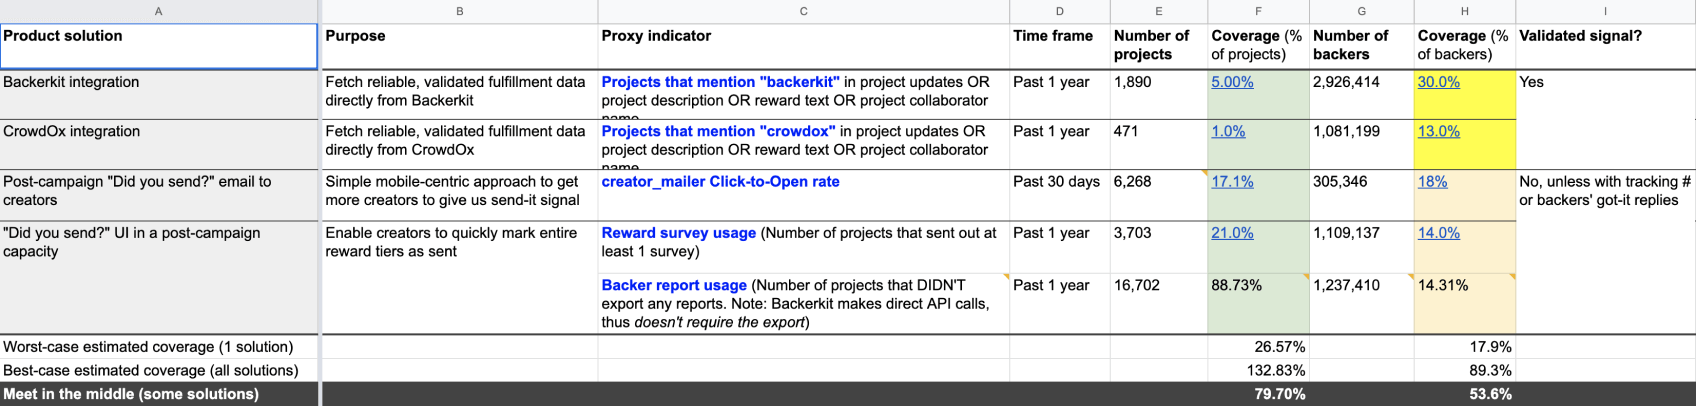 A B C D E F G H I
Product solution Purpose Proxy indicator Time frame Number of projects Coverage (% of projects) Number of backers Coverage (% of backers) Validated signal?
Backerkit integration
Fetch reliable, validated fulfillment data
directly from Backerkit
Projects that mention "backerkit" in project updates OR
project description OR reward text OR project collaborator
name
Past 1 year 1,890 5.00% 2,926,414 30.0% Yes
CrowdOx integration
Fetch reliable, validated fulfillment data
directly from CrowdOx
Projects that mention "crowdox" in project updates OR
project description OR reward text OR project collaborator
name
Past 1 year 471 1.0% 1,081,199 13.0%
Post-campaign "Did you send?" email to
creators
Simple mobile-centric approach to get
more creators to give us send-it signal
creator_mailer Click-to-Open rate
Past 30 days 6,268 17.1% 305,346 18%
No, unless with tracking #
or backers' got-it replies
"Did you send?" UI in a post-campaign
capacity
Enable creators to quickly mark entire
reward tiers as sent
Reward survey usage (Number of projects that sent out at
least 1 survey)
Past 1 year 3,703 21.0% 1,109,137 14.0%
Backer report usage (Number of projects that DIDN'T
export any reports. Note: Backerkit makes direct API calls,
thus doesn't require the export)
Past 1 year 16,702 88.73% 1,237,410 14.31%
Worst-case estimated coverage (1 solution) 26.57% 17.9%
Best-case estimated coverage (all solutions) 132.83% 89.3%
Meet in the middle (some solutions) 79.70% 53.6%